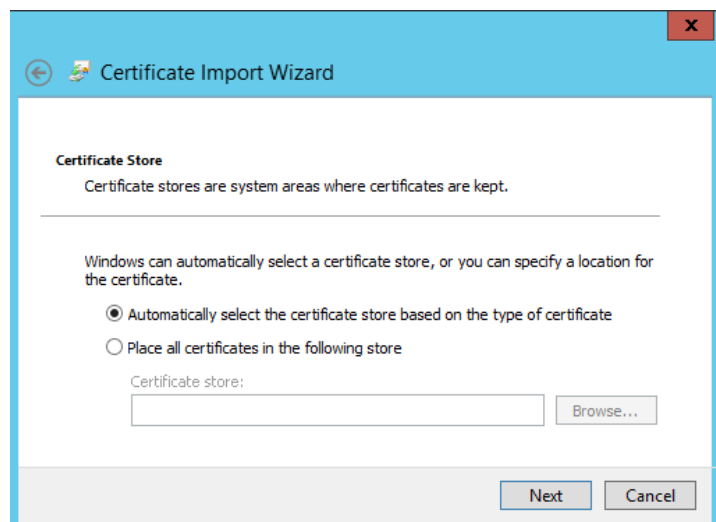 x
Certificate Import Wizard
Certificate Store
Certificate stores are system areas where certificates are kept.
Windows can automatically select a certificate store, or you can specify a location for
the certificate.
Automatically select the certificate store based on the type of certificate
Place all certificates in the following store
Certificate store:
Browse...
Next
Cancel